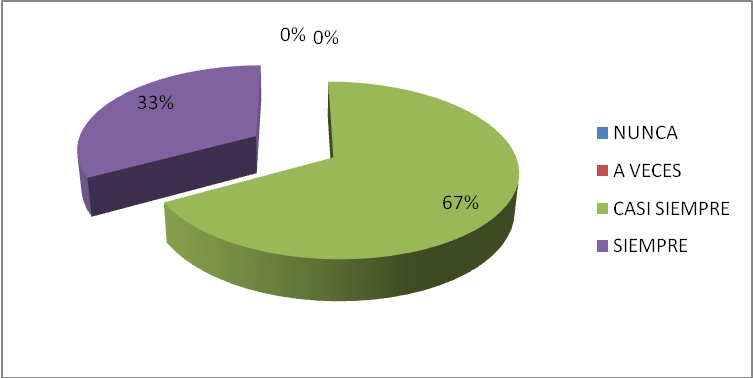 0% 0%
33%
67%
NUNCA
A VECES
CASI SIEMPRE
SIEMPRE